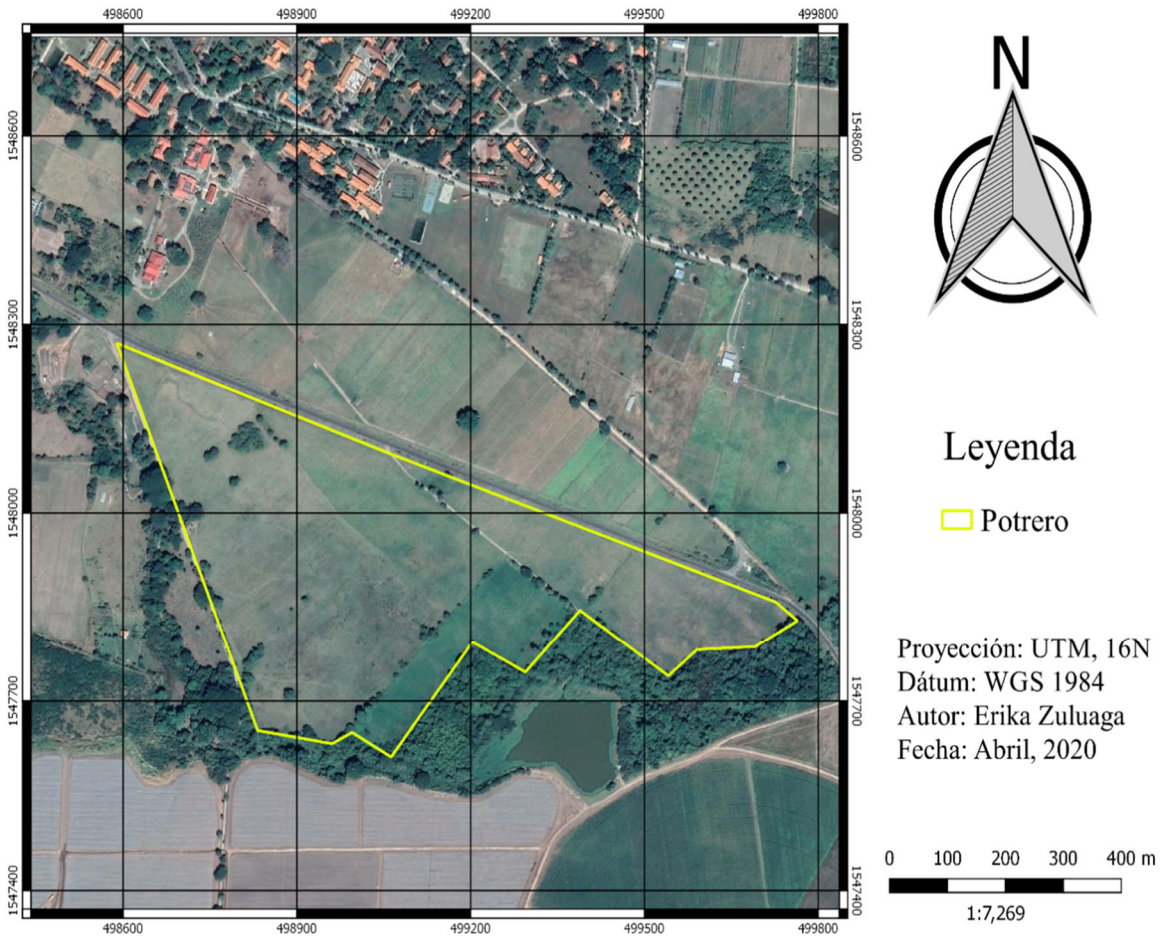 498600 498900 499200 499500 499800
N
1548600 1548600
1548300 1548300
Leyenda
1548000 1548000
Potrero
Proyección: UTM, 16N
Dátum: WGS 1984
1547700 1547700
Autor: Erika Zuluaga
Fecha: Abril, 2020
0 100 200 300 400 m
1547400 1547400
1:7,269
498600 498900 499200 499500 499800